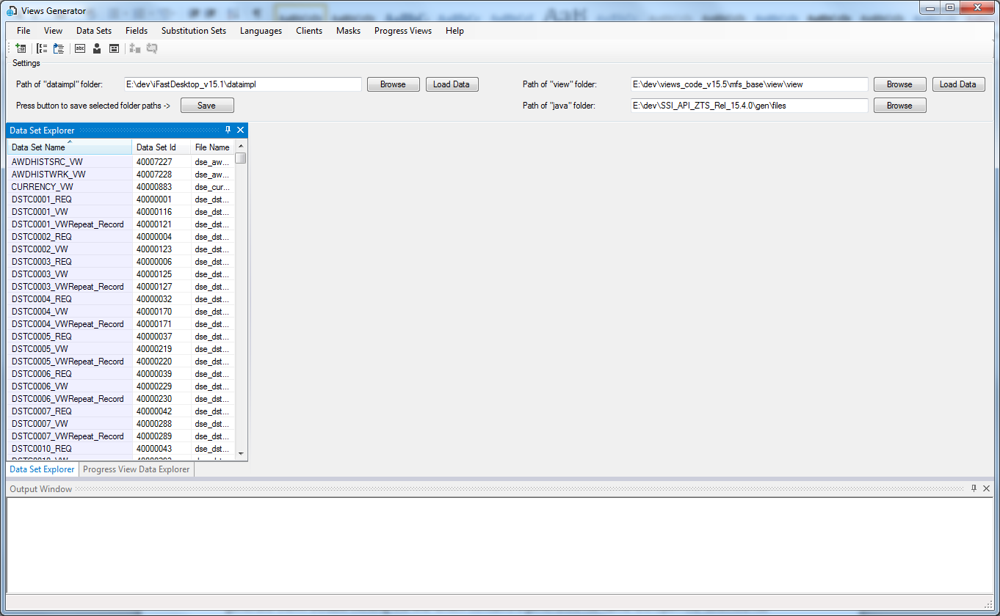 Views Generator
File View Data Sets Fields Substitution Sets Languages Clients Masks Progress Views Help
abc
Settings
Path of "dataimpl" folder: E:\dev\iFastDesktop_v15.1\dataimpl Browse Load Data Path of "view" folder: E:\dev\views_code_v15.5\mfs_base\view\view Browse Load Data
Press button to save selected folder paths -> Save Path of "java" folder: E:\dev\SSI_API_ZTS_Rel_15.4.0\gen\files Browse
Data Set Explorer
Data Set Name Data Set Id File Name
AWDHISTSRC_VW 40007227 dse_aw...
AWDHISTWRK_VW 40007228 dse_aw...
CURRENCY_VW 40000883 dse_cur...
DSTC0001_REQ 40000001 dse_dst...
DSTC0001_VW 40000116 dse_dst...
DSTC0001_VWRepeat_Record 40000121 dse_dst...
DSTC0002_REQ 40000004 dse_dst...
DSTC0002_VW 40000123 dse_dst...
DSTC0003_REQ 40000006 dse_dst...
DSTC0003_VW 40000125 dse_dst...
DSTC0003_VWRepeat_Record 40000127 dse_dst...
DSTC0004_REQ 40000032 dse_dst...
DSTC0004_VW 40000170 dse_dst...
DSTC0004_VWRepeat_Record 40000171 dse_dst...
DSTC0005_REQ 40000037 dse_dst...
DSTC0005_VW 40000219 dse_dst...
DSTC0005_VWRepeat_Record 40000220 dse_dst...
DSTC0006_REQ 40000039 dse_dst...
DSTC0006_VW 40000229 dse_dst...
DSTC0006_VWRepeat_Record 40000230 dse_dst...
DSTC0007_REQ 40000042 dse_dst...
DSTC0007_VW 40000288 dse_dst...
DSTC0007_VWRepeat_Record 40000289 dse_dst...
DSTC0010_REQ 40000043 dse_dst...
Data Set Explorer Progress View Data Explorer
Output Window